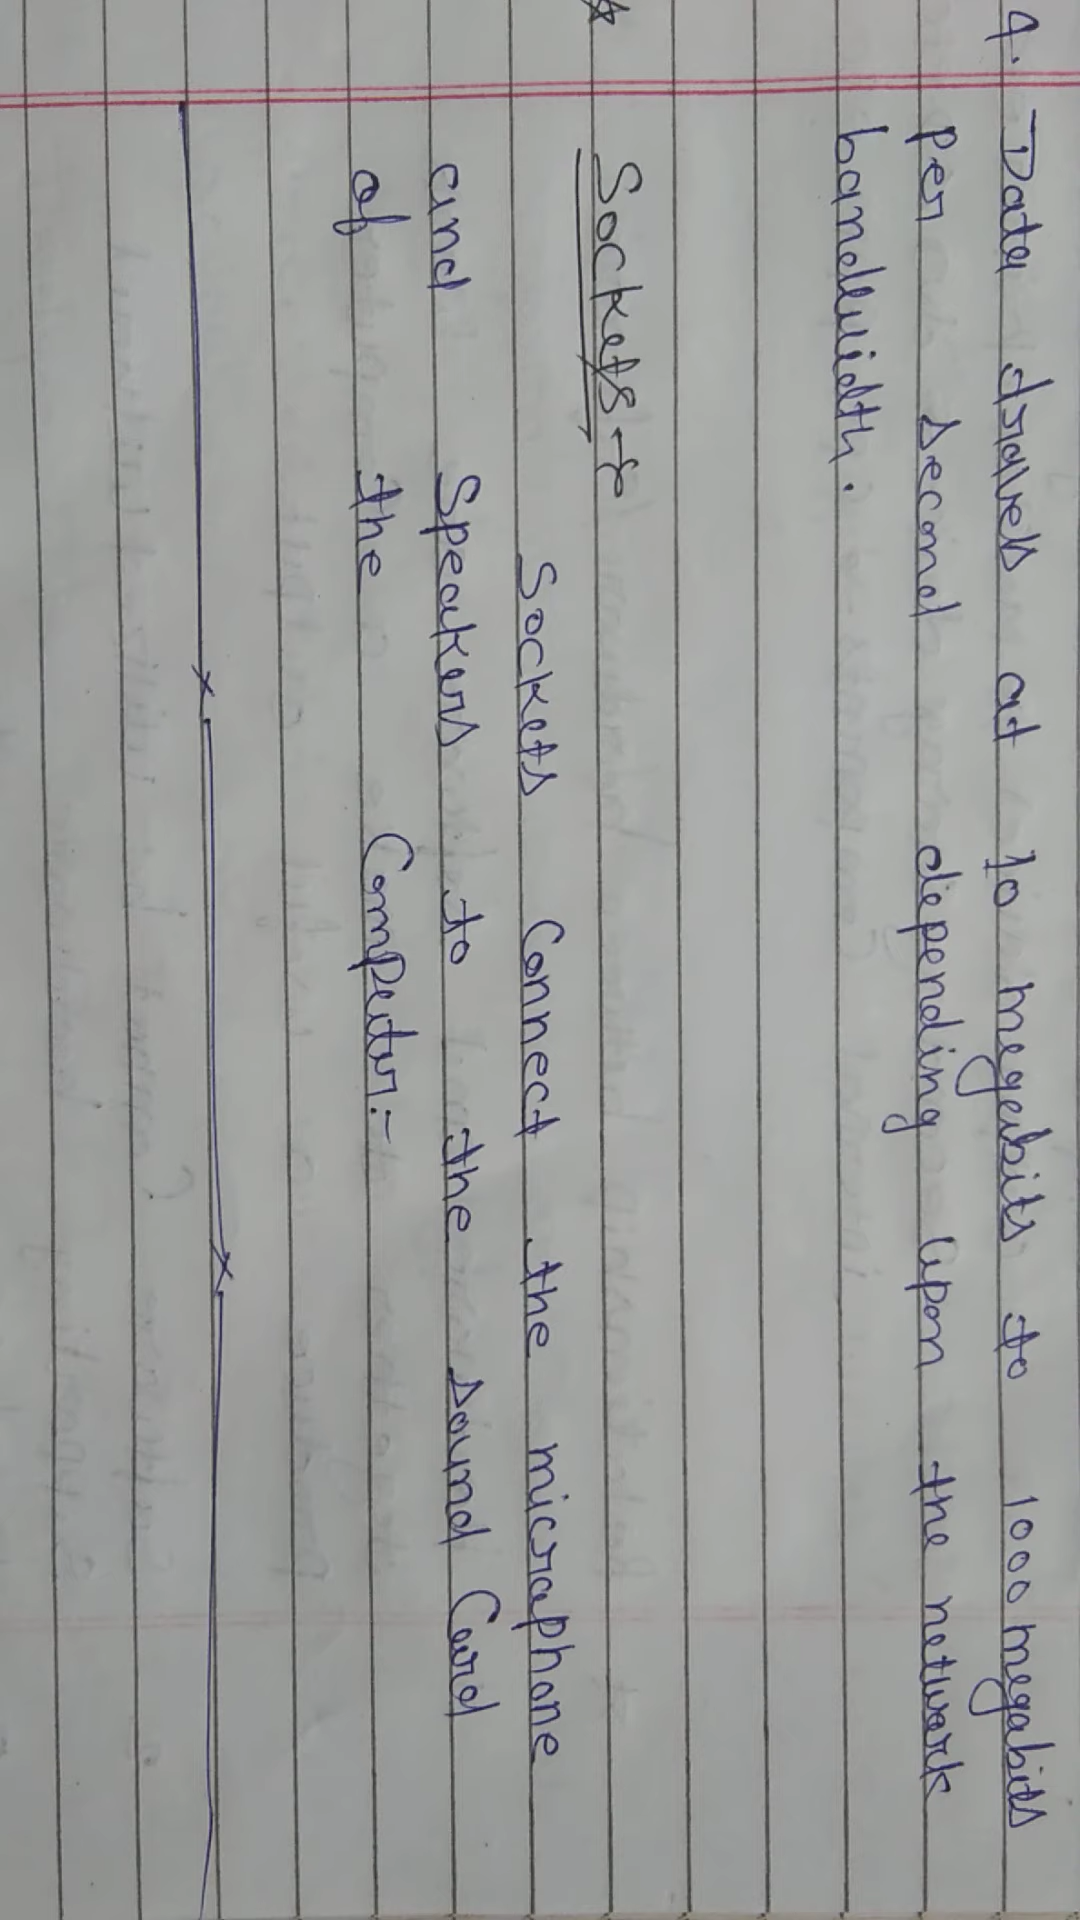 4. Data travels at 10 megabits to 1000 megabits
per second depending upon the network
bandwidth.
* Sockets :-
Sockets Connect the microphone
and Speakers to the sound Card
of the Computer:-